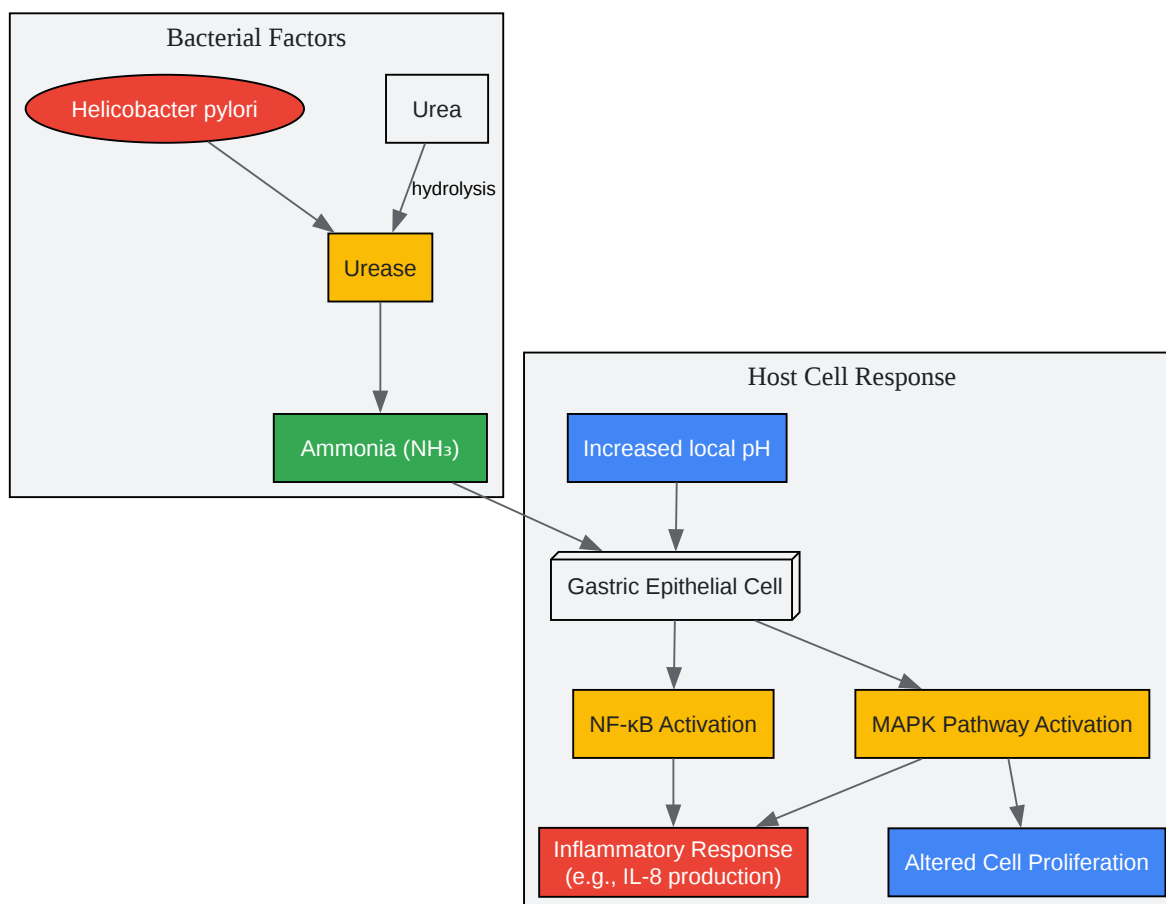 Bacterial Factors
Helicobacter pylori
Urea
hydrolysis
Urease
Ammonia (NH₃)
Host Cell Response
Increased local pH
Gastric Epithelial Cell
NF-κB Activation
MAPK Pathway Activation
Inflammatory Response
(e.g., IL-8 production)
Altered Cell Proliferation